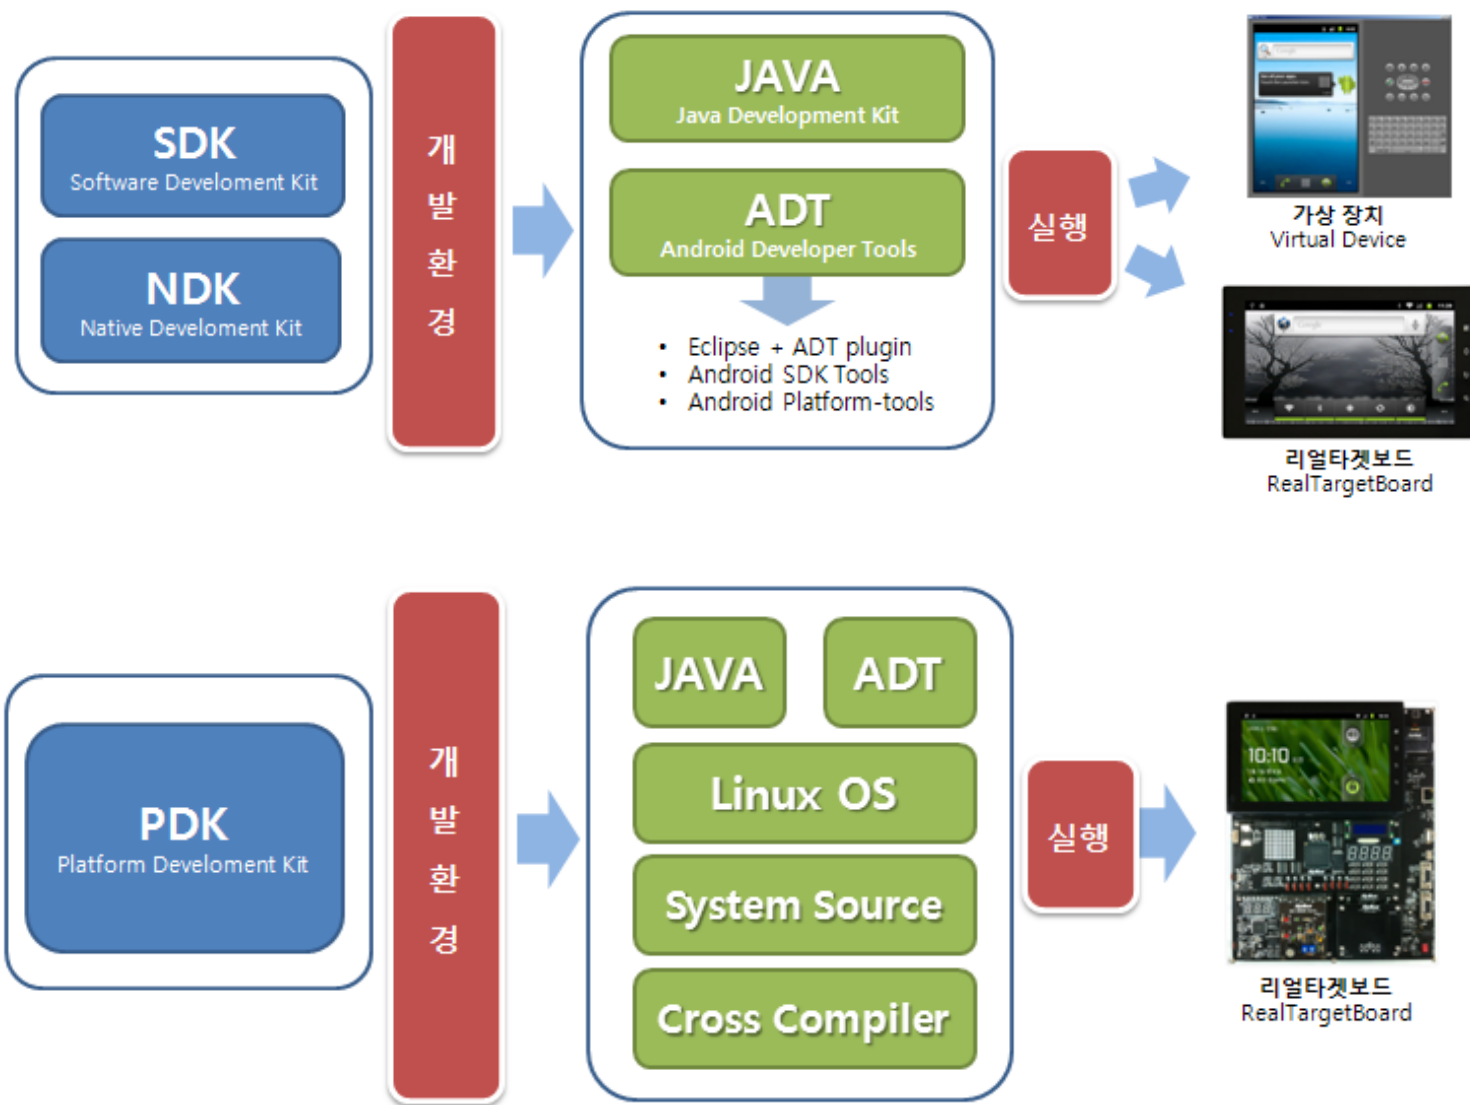 SDK
Software Develoment Kit
NDK
Native Develoment Kit
개
발
환
경
JAVA
Java Development Kit
ADT
Android Developer Tools
• Eclipse + ADT plugin
• Android SDK Tools
• Android Platform-tools
실행
가상 장치
Virtual Device
Google
리얼타겟보드
RealTargetBoard
PDK
Platform Develoment Kit
개
발
환
경
JAVA
ADT
Linux OS
System Source
Cross Compiler
실행
10:10
리얼타겟보드
RealTargetBoard